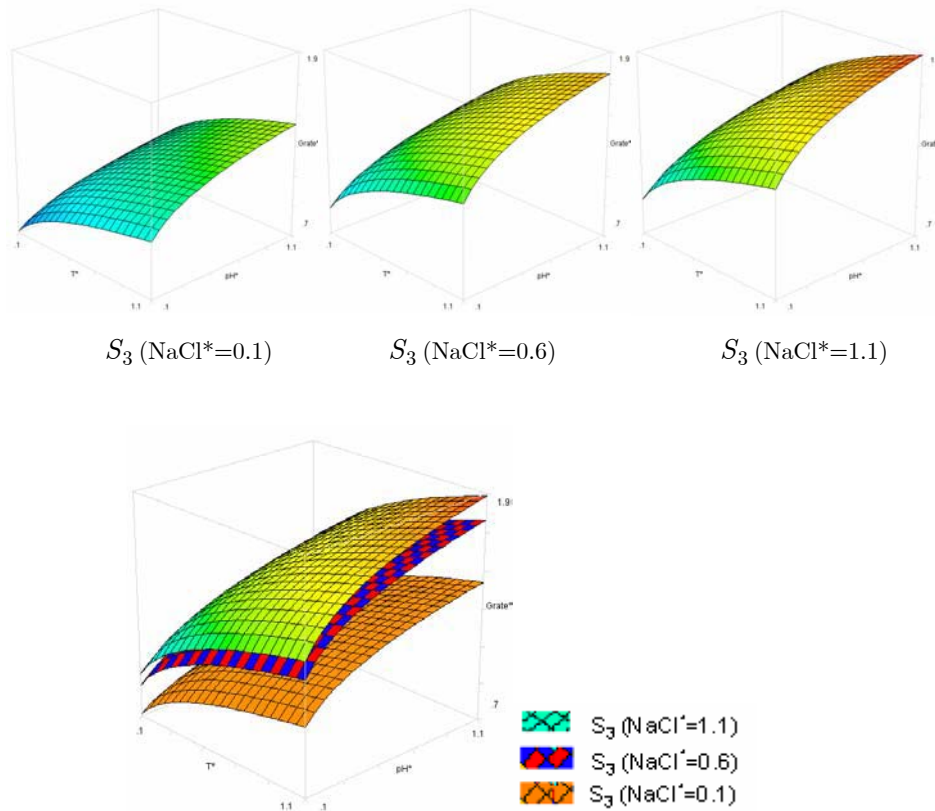 1.9
Grate*
.7
1.1
.1
T*
pH*
1.1
.1
1.9
Grate*
.7
1.1
.1
T*
pH*
1.1
.1
Grate
.7
1.1
.1
T*
pH*
1.1
.1
S3 (NaCl*=0.1)
S3 (NaCl*=0.6)
S3 (NaCl*=1.1)
1.9
Grate*
.7
1.1
.1
T*
pH*
1.1
.1
S3 (NaCl*=1.1)
S3 (NaCl*=0.6)
S3 (NaCl*=0.1)